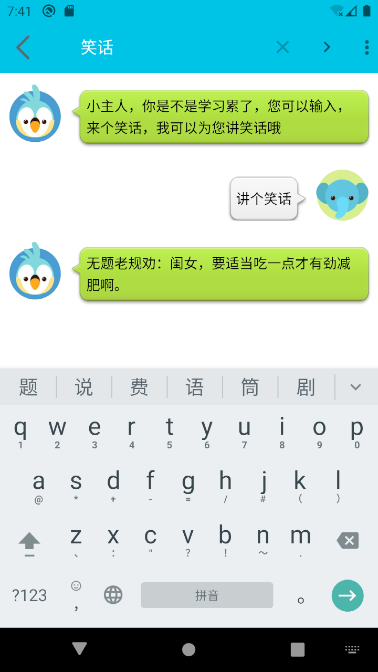 7:41
笑话
小主人，你是不是学习累了，您可以输入，
来个笑话，我可以为您讲笑话哦
讲个笑话
无题老规劝：闺女，要适当吃一点才有劲减
肥啊。
题 说 费 语 筒 剧
q w e r t y u i o p
1 2 3 4 5 6 7 8 9 0
a s d f g h j k l
@ * + - = / # （ ）
z x c v b n m
、 ： " ? ! ～ .
?123 , 拼音 。